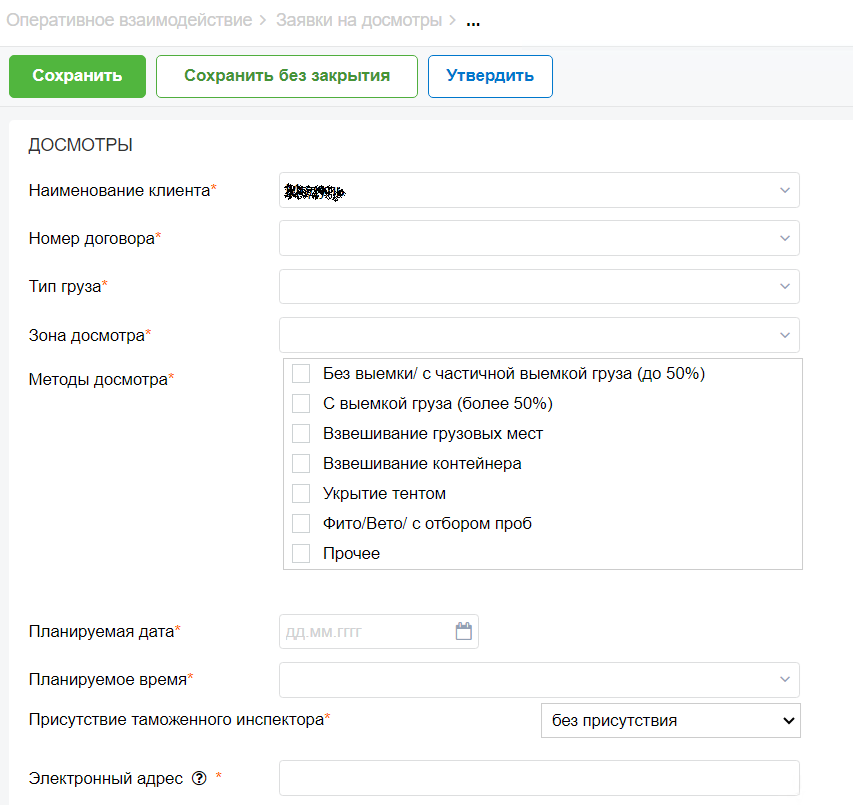 Оперативное взаимодействие > Заявки на досмотры > ...
Сохранить Сохранить без закрытия Утвердить
ДОСМОТРЫ
Наименование клиента*
Номер договора*
Тип груза*
Зона досмотра*
Методы досмотра*
Без выемки/ с частичной выемкой груза (до 50%)
С выемкой груза (более 50%)
Взвешивание грузовых мест
Взвешивание контейнера
Укрытие тентом
Фито/Вето/ с отбором проб
Прочее
Планируемая дата* дд.мм.гггг
Планируемое время*
Присутствие таможенного инспектора* без присутствия
Электронный адрес ? *